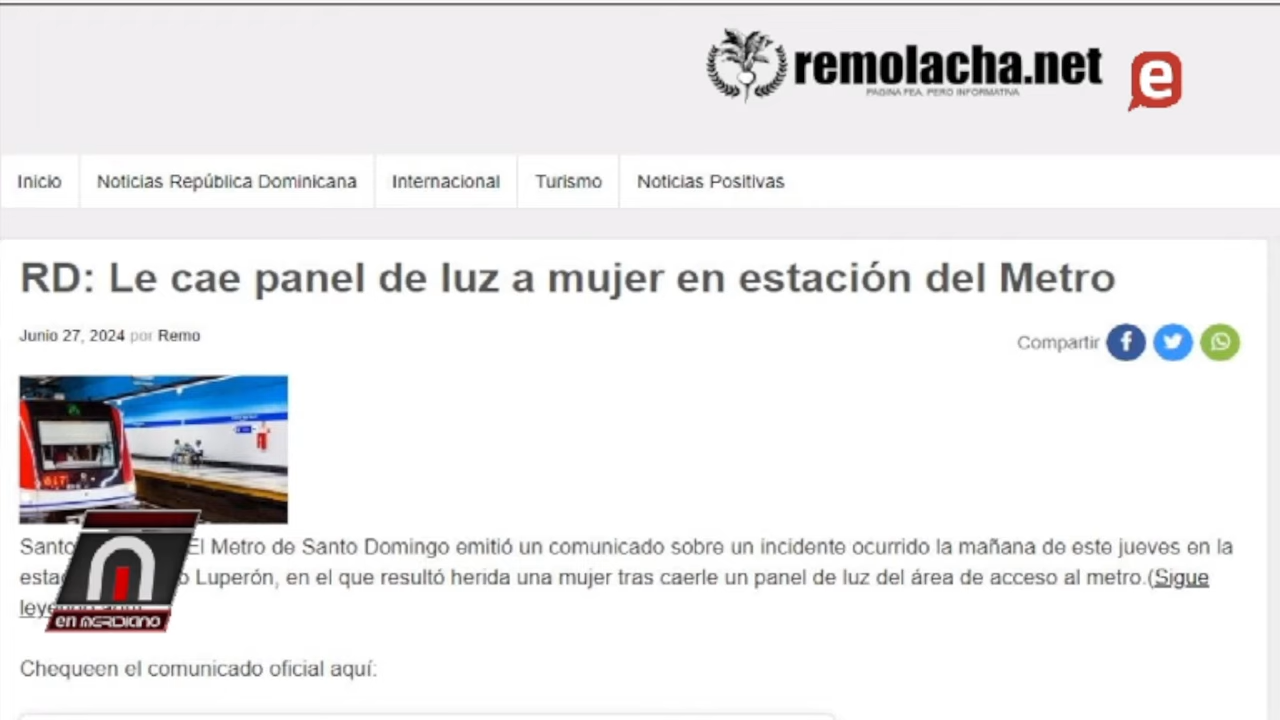 remolacha.net
e
PAGINA FEA, PERO INFORMATIVA
Inicio
Noticias República Dominicana
Internacional
Turismo
Noticias Positivas
RD: Le cae panel de luz a mujer en estación del Metro
Junio 27, 2024 por Remo
Compartir
617
Santo El Metro de Santo Domingo emitió un comunicado sobre un incidente ocurrido la mañana de este jueves en la
Luperón, en el que resultó herida una mujer tras caerle un panel de luz del área de acceso al metro.(Sigue
en MERDIANO
Chequeen el comunicado oficial aquí: